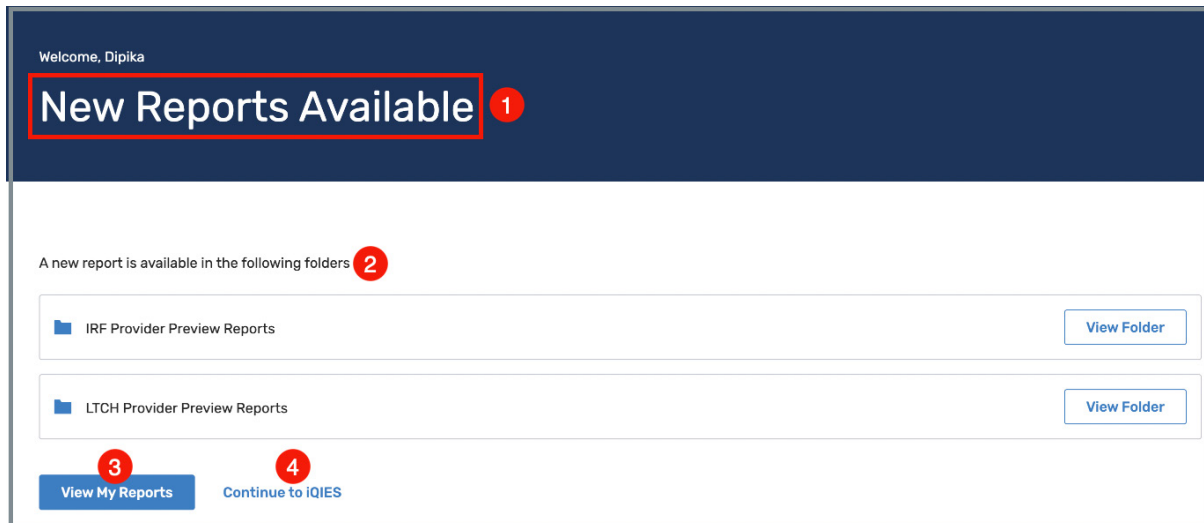 Welcome, Dipika
New Reports Available 1
A new report is available in the following folders 2
IRF Provider Preview Reports View Folder
LTCH Provider Preview Reports View Folder
3 4
View My Reports Continue to iQIES